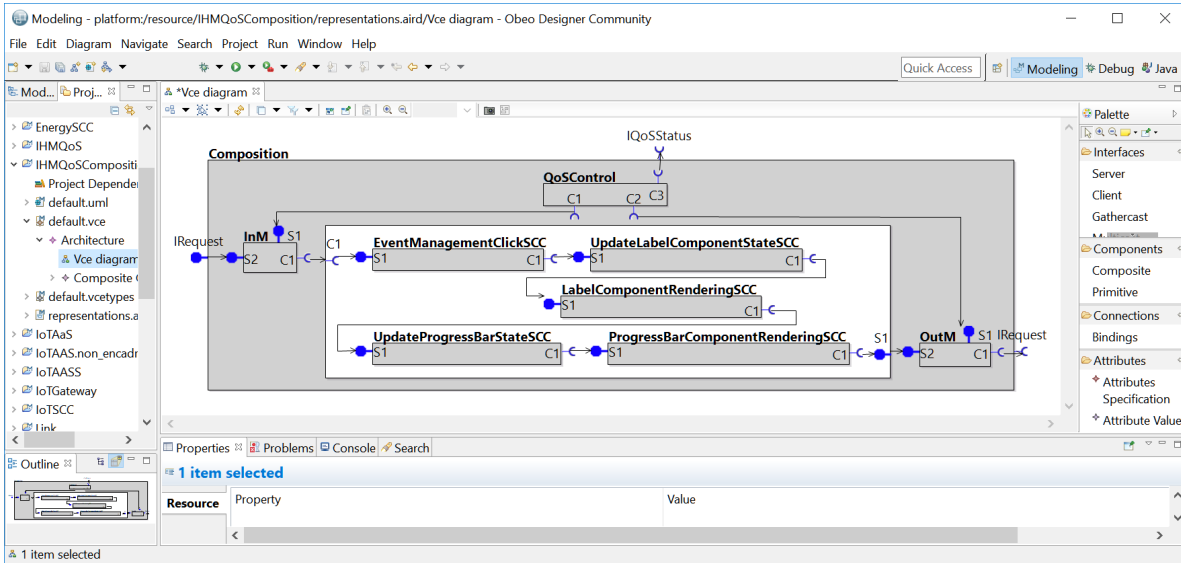 Modeling - platform:/resource/IHMQoSComposition/representations.aird/Vce diagram - Obeo Designer Community
File Edit Diagram Navigate Search Project Run Window Help
Quick Access
Modeling
Debug
Java
Mod...
Proj...
EnergySCC
IHMQoS
IHMQoSCompositi
Project Depende
default.uml
default.vce
Architecture
Vce diagram
Composite
default.vcetypes
representations.a
IoTAaS
IoTAAS.non_encadr
IoTAASS
IoTGateway
IoTSCC
Link
*Vce diagram
IQoSStatus
Composition
QoSControl
C1 C2 C3
IRequest
InM S1
S2 C1
C1
EventManagementClickSCC
S1 C1
UpdateLabelComponentStateSCC
S1 C1
LabelComponentRenderingSCC
S1 C1
UpdateProgressBarStateSCC
S1 C1
ProgressBarComponentRenderingSCC
S1 C1
S1
OutM S1 IRequest
S2 C1
Palette
Interfaces
Server
Client
Gathercast
Components
Composite
Primitive
Connections
Bindings
Attributes
Attributes
Specification
Attribute Value
Properties
Problems
Console
Search
1 item selected
Resource
Property
Value
Outline
1 item selected